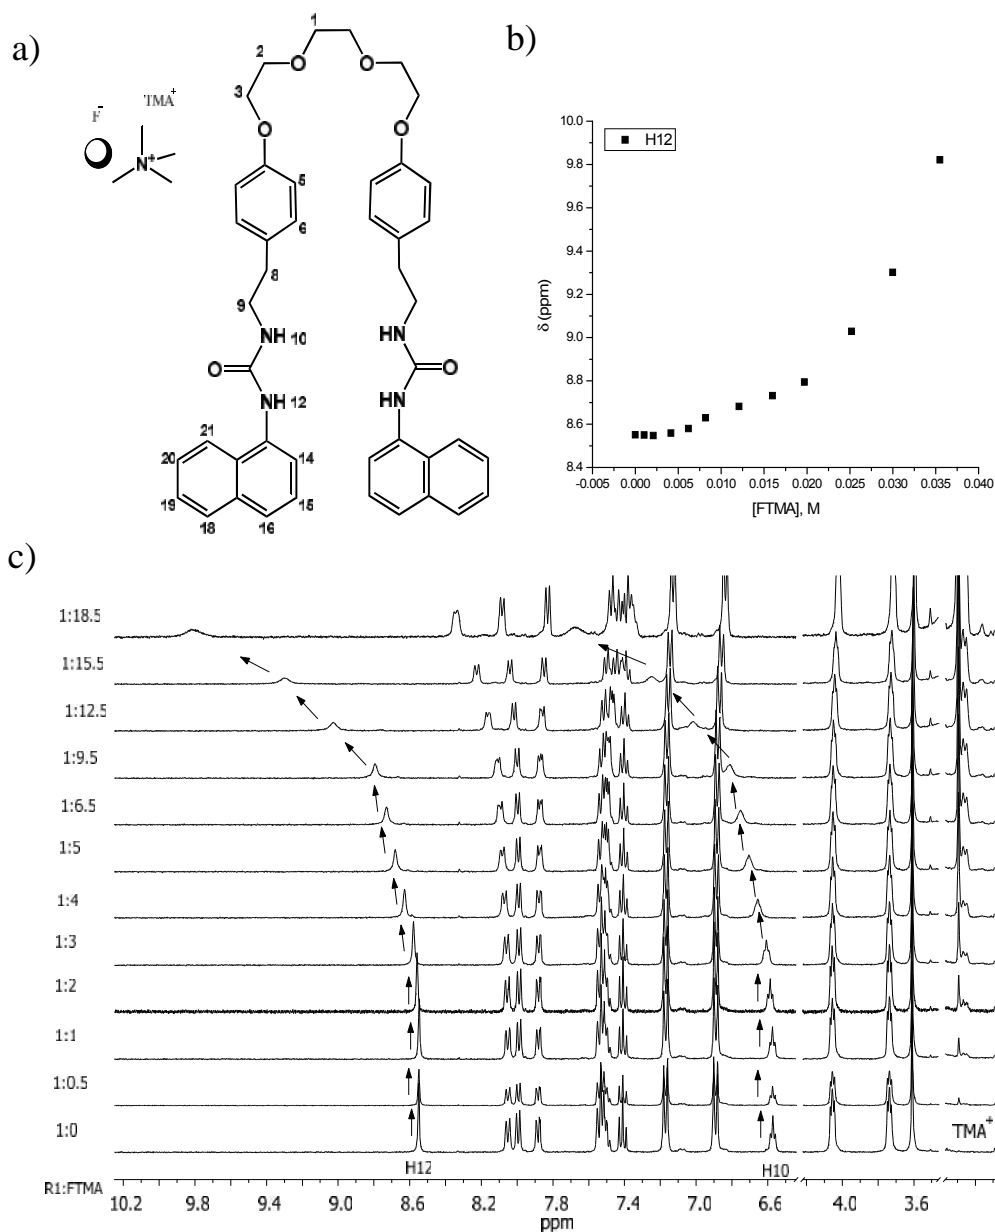 a)
F-
TMA+
N+
1
2
3
O
O
O
O
5
6
8
9
NH
10
HN
O
O
NH
12
HN
21
20
19
18
14
15
16
b)
H12
10.0
9.8
9.6
9.4
9.2
9.0
8.8
8.6
8.4
δ (ppm)
-0.005 0.000 0.005 0.010 0.015 0.020 0.025 0.030 0.035 0.040
[FTMA], M
c)
1:18.5
1:15.5
1:12.5
1:9.5
1:6.5
1:5
1:4
1:3
1:2
1:1
1:0.5
1:0
TMA+
H12
H10
R1:FTMA
10.2 9.8 9.4 9.0 8.6 8.2 7.8 7.4 7.0 6.6 4.0 3.6
ppm